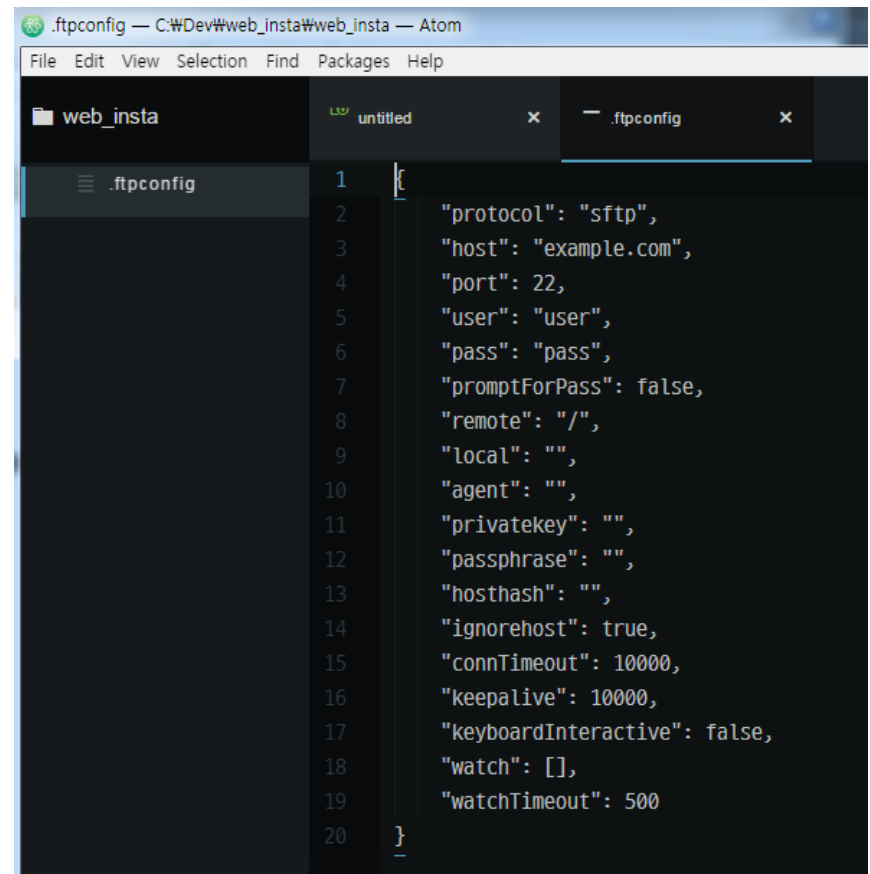 .ftpconfig — C:₩Dev₩web_insta₩web_insta — Atom
File Edit View Selection Find Packages Help
web_insta
untitled × .ftpconfig ×
.ftpconfig
1 {
2 "protocol": "sftp",
3 "host": "example.com",
4 "port": 22,
5 "user": "user",
6 "pass": "pass",
7 "promptForPass": false,
8 "remote": "/",
9 "local": "",
10 "agent": "",
11 "privatekey": "",
12 "passphrase": "",
13 "hosthash": "",
14 "ignorehost": true,
15 "connTimeout": 10000,
16 "keepalive": 10000,
17 "keyboardInteractive": false,
18 "watch": [],
19 "watchTimeout": 500
20 }